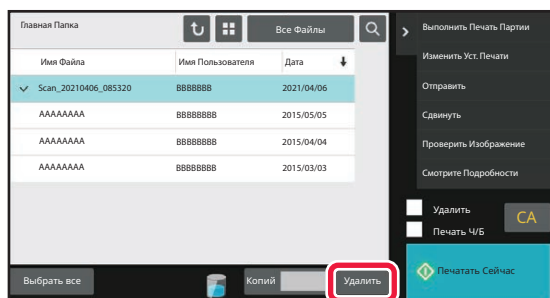 Главная Папка
Все Файлы
Имя Файла Имя Пользователя Дата
Scan_20210406_085320 BBBBBBB 2021/04/06
AAAAAAAA BBBBBBBB 2015/05/05
AAAAAAAA BBBBBBBB 2015/04/04
AAAAAAAA BBBBBBBB 2015/03/03
Выбрать все
Копий
Удалить
Выполнить Печать Партии
Изменить Уст. Печати
Отправить
Сдвинуть
Проверить Изображение
Смотрите Подробности
Удалить
Печать Ч/Б
CA
Печатать Сейчас